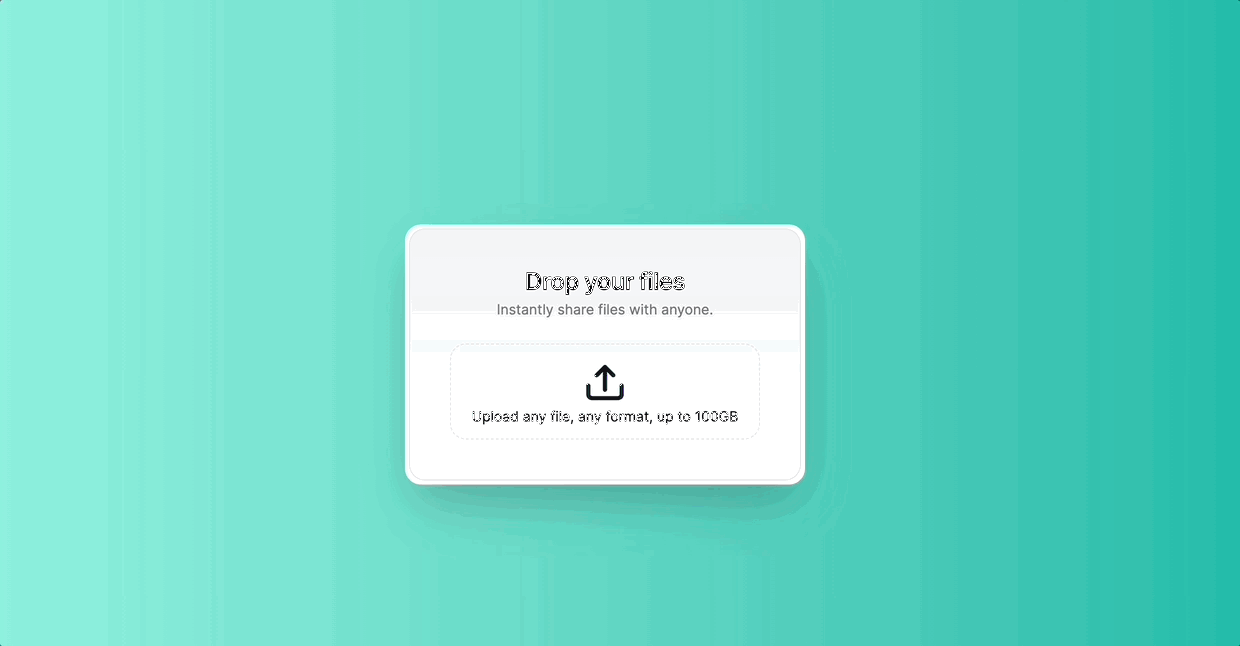 Drop your files
Instantly share files with anyone.
Upload any file, any format, up to 100GB